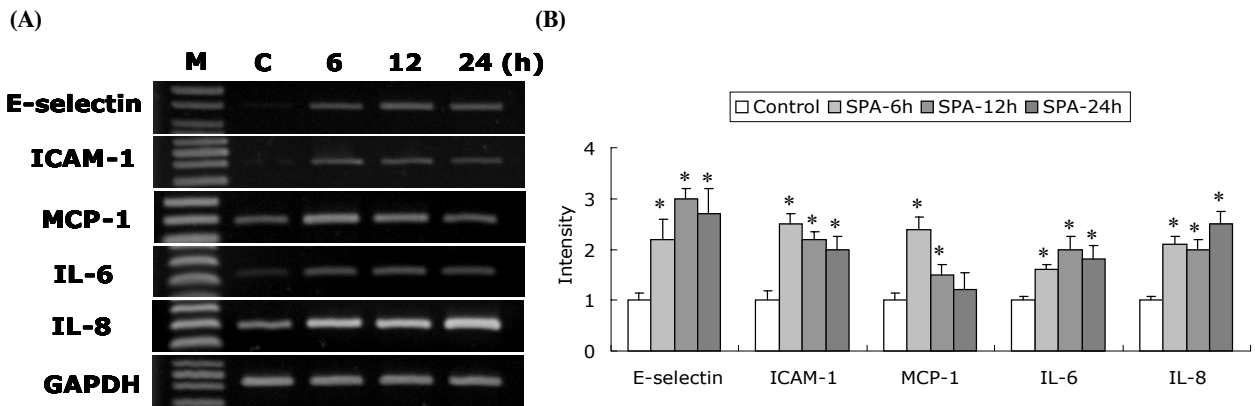 (A)
M C 6 12 24 (h)
E-selectin
ICAM-1
MCP-1
IL-6
IL-8
GAPDH
(B)
Control SPA-6h SPA-12h SPA-24h
Intensity
4
3
2
1
0
* * *
* * *
* *
* * *
* * *
E-selectin ICAM-1 MCP-1 IL-6 IL-8